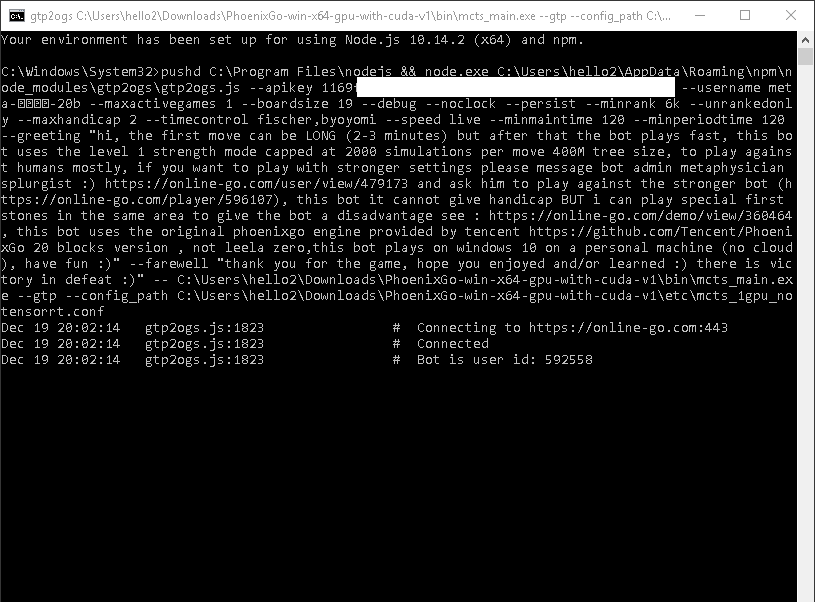 gtp2ogs C:\Users\hello2\Downloads\PhoenixGo-win-x64-gpu-with-cuda-v1\bin\mcts_main.exe --gtp --config_path C:\...
Your environment has been set up for using Node.js 10.14.2 (x64) and npm.
C:\Windows\System32>pushd C:\Program Files\nodejs && node.exe C:\Users\hello2\AppData\Roaming\npm\n
ode_modules\gtp2ogs\gtp2ogs.js --apikey 1169 --username met
a-□□□□-20b --maxactivegames 1 --boardsize 19 --debug --noclock --persist --minrank 6k --unrankedonl
y --maxhandicap 2 --timecontrol fischer,byoyomi --speed live --minmaintime 120 --minperiodtime 120
--greeting "hi, the first move can be LONG (2-3 minutes) but after that the bot plays fast, this bo
t uses the level 1 strength mode capped at 2000 simulations per move 400M tree size, to play agains
t humans mostly, if you want to play with stronger settings please message bot admin metaphysician
splurgist :) https://online-go.com/user/view/479173 and ask him to play against the stronger bot (h
ttps://online-go.com/player/596107), this bot it cannot give handicap BUT i can play special first
stones in the same area to give the bot a disadvantage see : https://online-go.com/demo/view/360464
, this bot uses the original phoenixgo engine provided by tencent https://github.com/Tencent/Phoeni
xGo 20 blocks version , not leela zero,this bot plays on windows 10 on a personal machine (no cloud
), have fun :)" --farewell "thank you for the game, hope you enjoyed and/or learned :) there is vic
tory in defeat :)" -- C:\Users\hello2\Downloads\PhoenixGo-win-x64-gpu-with-cuda-v1\bin\mcts_main.ex
e --gtp --config_path C:\Users\hello2\Downloads\PhoenixGo-win-x64-gpu-with-cuda-v1\etc\mcts_1gpu_no
tensorrt.conf
Dec 19 20:02:14 gtp2ogs.js:1823 # Connecting to https://online-go.com:443
Dec 19 20:02:14 gtp2ogs.js:1823 # Connected
Dec 19 20:02:14 gtp2ogs.js:1823 # Bot is user id: 592558